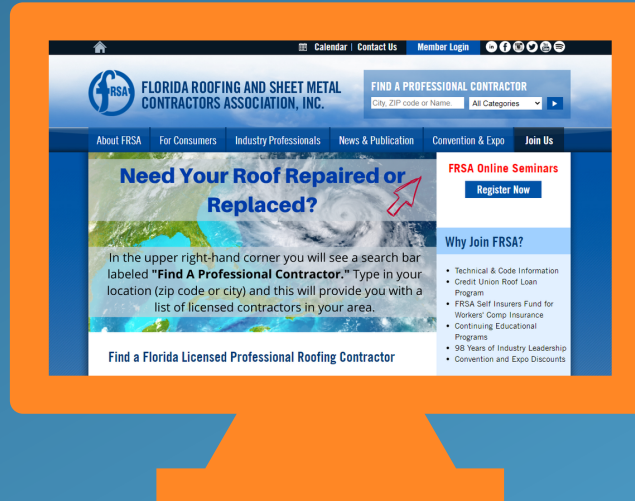 Calendar | Contact Us Member Login
FRSA
FLORIDA ROOFING AND SHEET METAL
CONTRACTORS ASSOCIATION, INC.
FIND A PROFESSIONAL CONTRACTOR
City, ZIP code or Name. All Categories
About FRSA For Consumers Industry Professionals News & Publication Convention & Expo Join Us
Need Your Roof Repaired or
Replaced?
In the upper right-hand corner you will see a search bar
labeled "Find A Professional Contractor." Type in your
location (zip code or city) and this will provide you with a
list of licensed contractors in your area.
Find a Florida Licensed Professional Roofing Contractor
FRSA Online Seminars
Register Now
Why Join FRSA?
• Technical & Code Information
• Credit Union Roof Loan
Program
• FRSA Self Insurers Fund for
Workers' Comp Insurance
• Continuing Educational
Programs
• 98 Years of Industry Leadership
• Convention and Expo Discounts